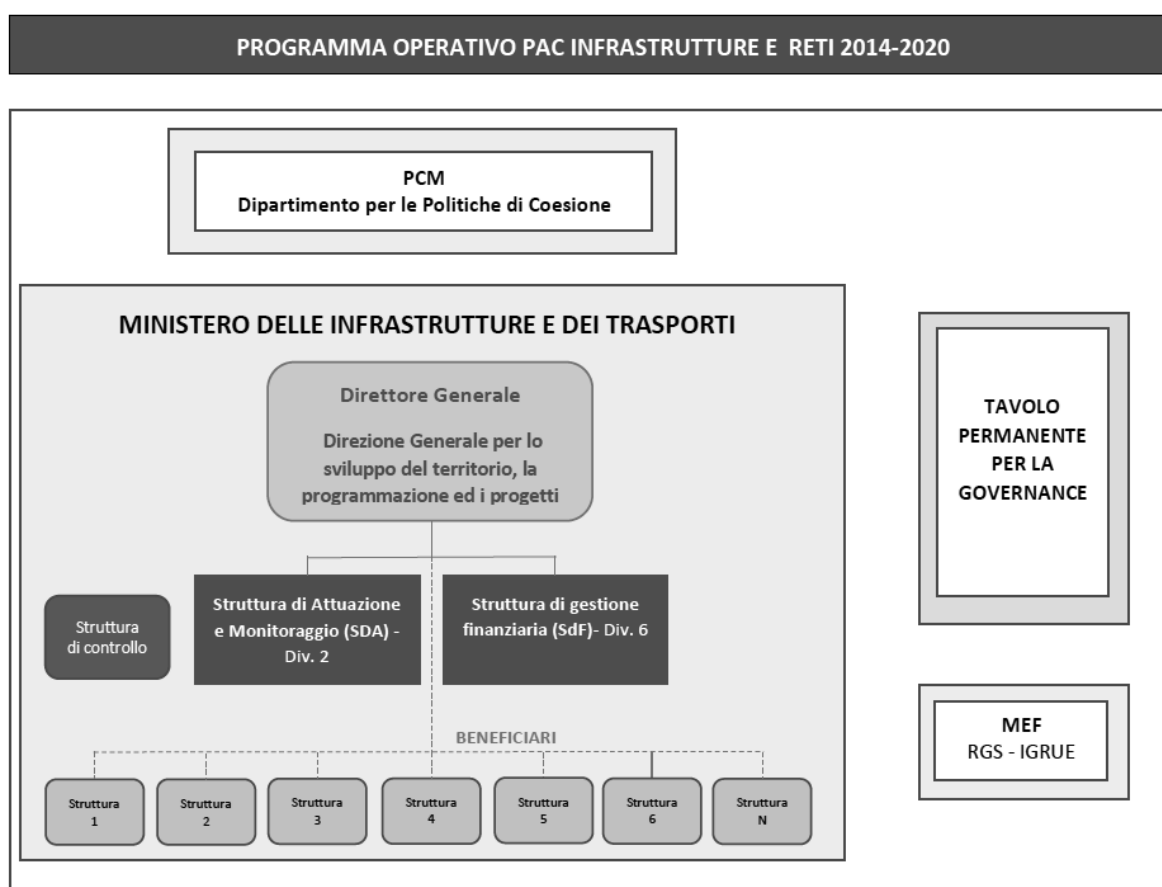 PROGRAMMA OPERATIVO PAC INFRASTRUTTURE E RETI 2014-2020
PCM
Dipartimento per le Politiche di Coesione
MINISTERO DELLE INFRASTRUTTURE E DEI TRASPORTI
Direttore Generale
Direzione Generale per lo
sviluppo del territorio, la
programmazione ed i progetti
Struttura
di controllo
Struttura di Attuazione
e Monitoraggio (SDA) -
Div. 2
Struttura di gestione
finanziaria (SdF)- Div. 6
BENEFICIARI
Struttura
1
Struttura
2
Struttura
3
Struttura
4
Struttura
5
Struttura
6
Struttura
N
TAVOLO
PERMANENTE
PER LA
GOVERNANCE
MEF
RGS - IGRUE